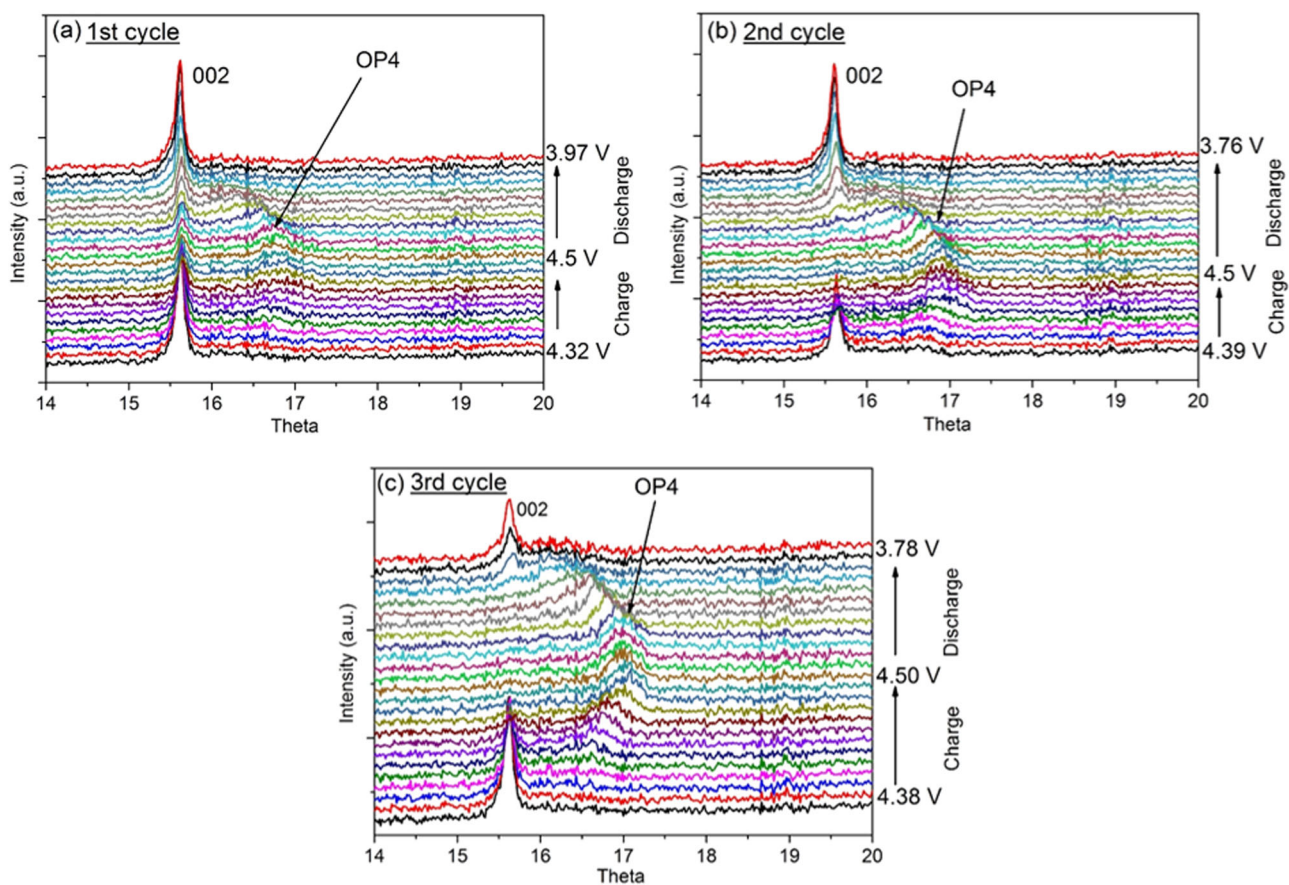 (a) 1st cycle
OP4
002
3.97 V
Discharge
4.5 V
Charge
4.32 V
Intensity (a.u.)
14 15 16 17 18 19 20
Theta
(b) 2nd cycle
OP4
002
3.76 V
Discharge
4.5 V
Charge
4.39 V
Intensity (a.u.)
14 15 16 17 18 19 20
Theta
(c) 3rd cycle
OP4
002
3.78 V
Discharge
4.50 V
Charge
4.38 V
Intensity (a.u.)
14 15 16 17 18 19 20
Theta